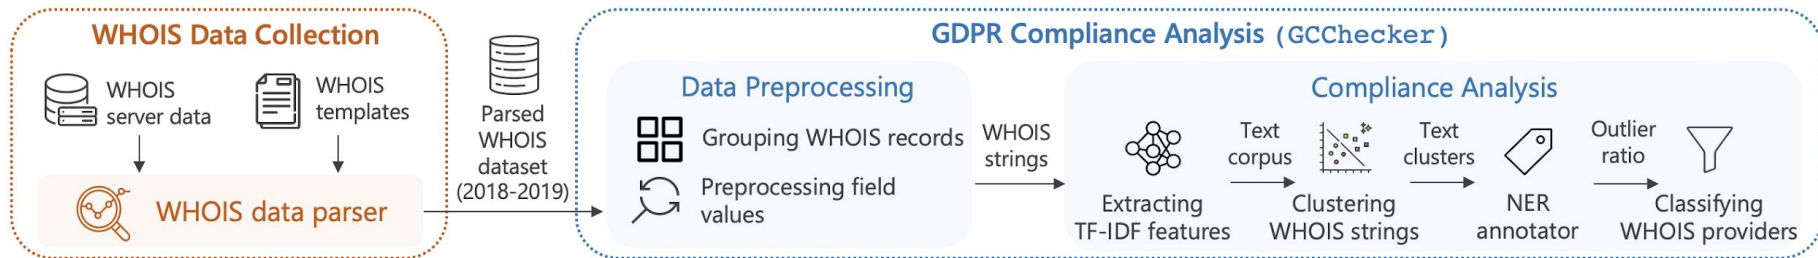 WHOIS Data Collection
WHOIS
server data
WHOIS
templates
WHOIS data parser
Parsed
WHOIS
dataset
(2018-2019)
GDPR Compliance Analysis (GCChecker)
Data Preprocessing
Grouping WHOIS records
Preprocessing field
values
WHOIS
strings
Compliance Analysis
Extracting
TF-IDF features
Text
corpus
Clustering
WHOIS strings
Text
clusters
NER
annotator
Outlier
ratio
Classifying
WHOIS providers